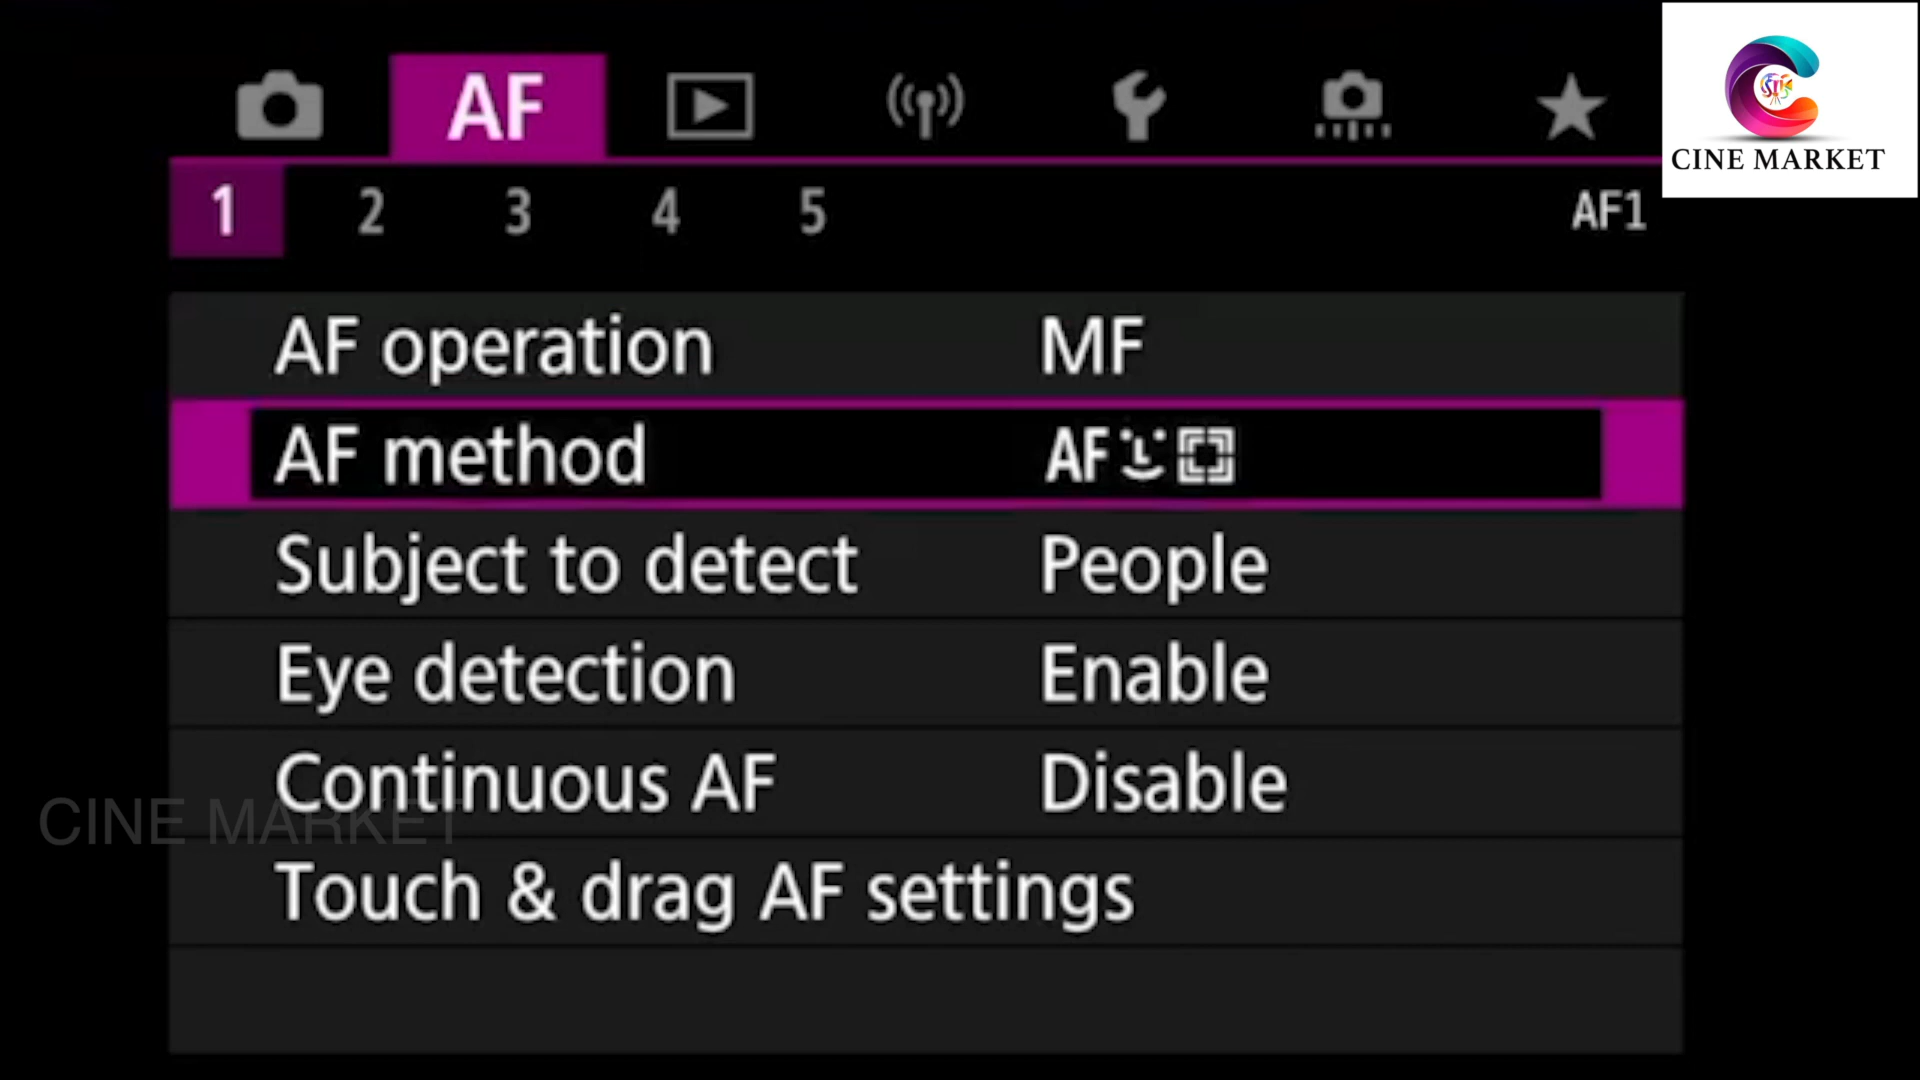 AF
CINE MARKET
1 2 3 4 5 AF1
AF operation MF
AF method AF
Subject to detect People
Eye detection Enable
Continuous AF Disable
CINE MARKET
Touch & drag AF settings